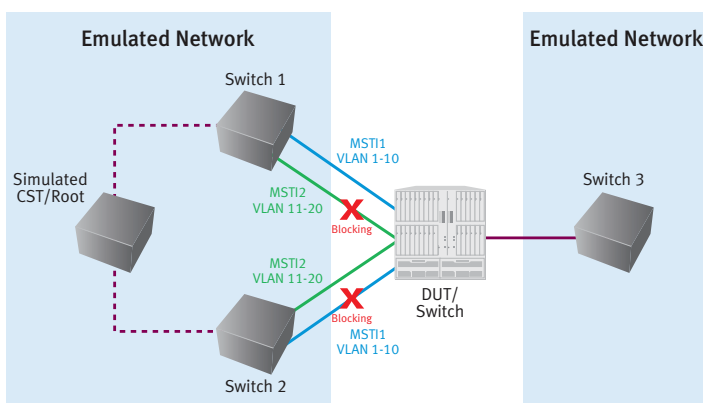 Emulated Network
Emulated Network
Switch 1
MSTI1
VLAN 1-10
Simulated
CST/Root
MSTI2
VLAN 11-20
Blocking
Switch 3
MSTI2
VLAN 11-20
DUT/
Switch
Blocking
MSTI1
VLAN 1-10
Switch 2